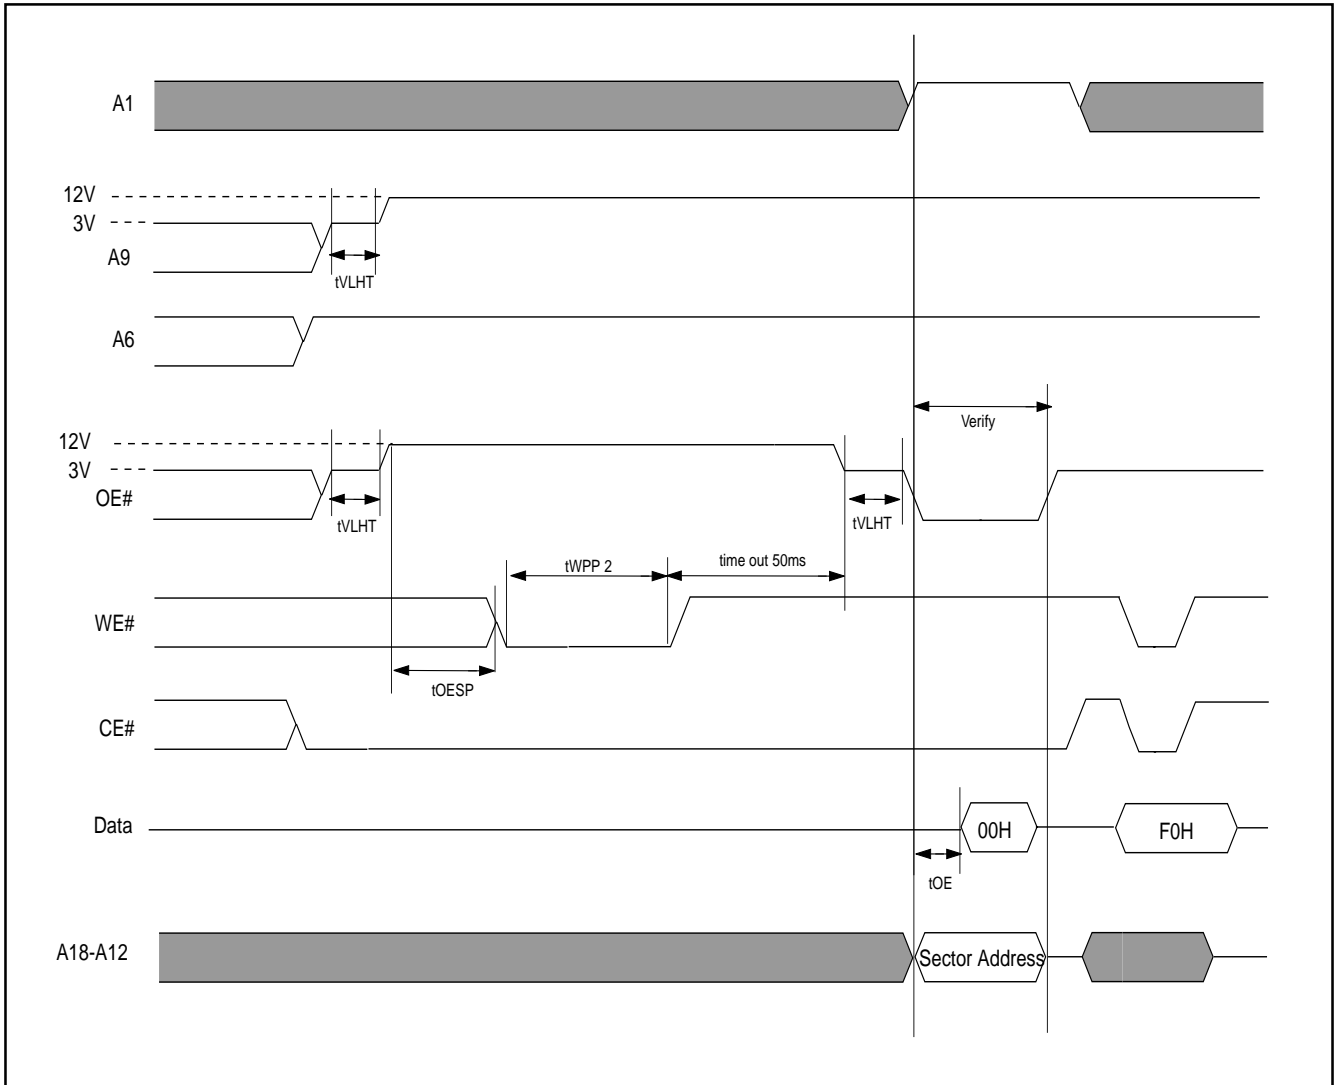 A1
12V
3V
A9
tVLHT
A6
Verify
12V
3V
OE#
tVLHT
tVLHT
tWPP 2
time out 50ms
WE#
tOESP
CE#
Data
00H
F0H
tOE
A18-A12
Sector Address